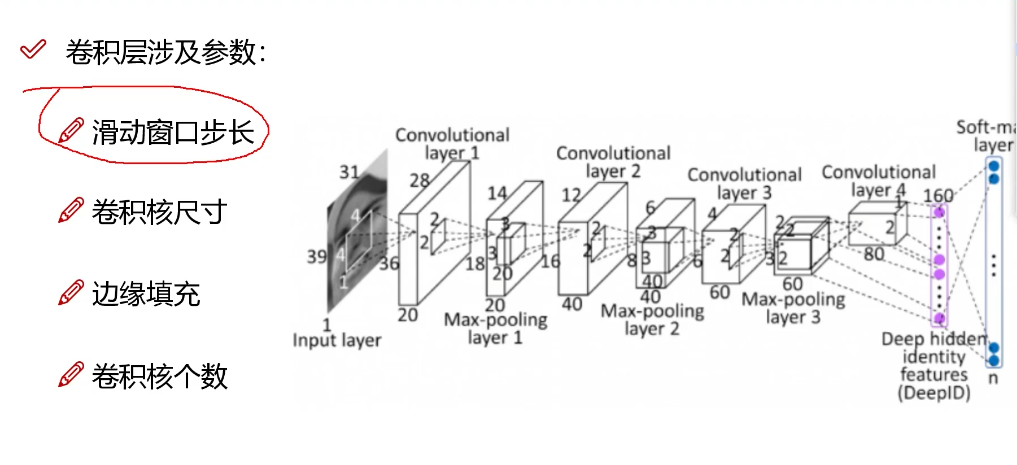 卷积层涉及参数：
滑动窗口步长
卷积核尺寸
边缘填充
卷积核个数
31
39
4
4
1
1
Input layer
Convolutional
layer 1
28
36
20
2
2
14
18
3
3
20
20
Max-pooling
layer 1
Convolutional
layer 2
12
16
40
2
2
6
8
3
3
40
40
Max-pooling
layer 2
Convolutional
layer 3
4
6
60
2
2
2
3
2
2
60
Max-pooling
layer 3
Convolutional
layer 4
1
2
80
160
Deep hidden
identity
features
(DeepID)
Soft-ma
layer
n